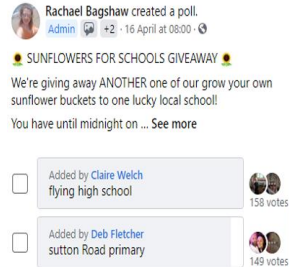 Rachael Bagshaw created a poll.
Admin +2 · 16 April at 08:00 ·
🌻 SUNFLOWERS FOR SCHOOLS GIVEAWAY 🌻
We're giving away ANOTHER one of our grow your own
sunflower buckets to one lucky local school!
You have until midnight on ... See more
Added by Claire Welch
flying high school
158 votes
Added by Deb Fletcher
sutton Road primary
149 votes